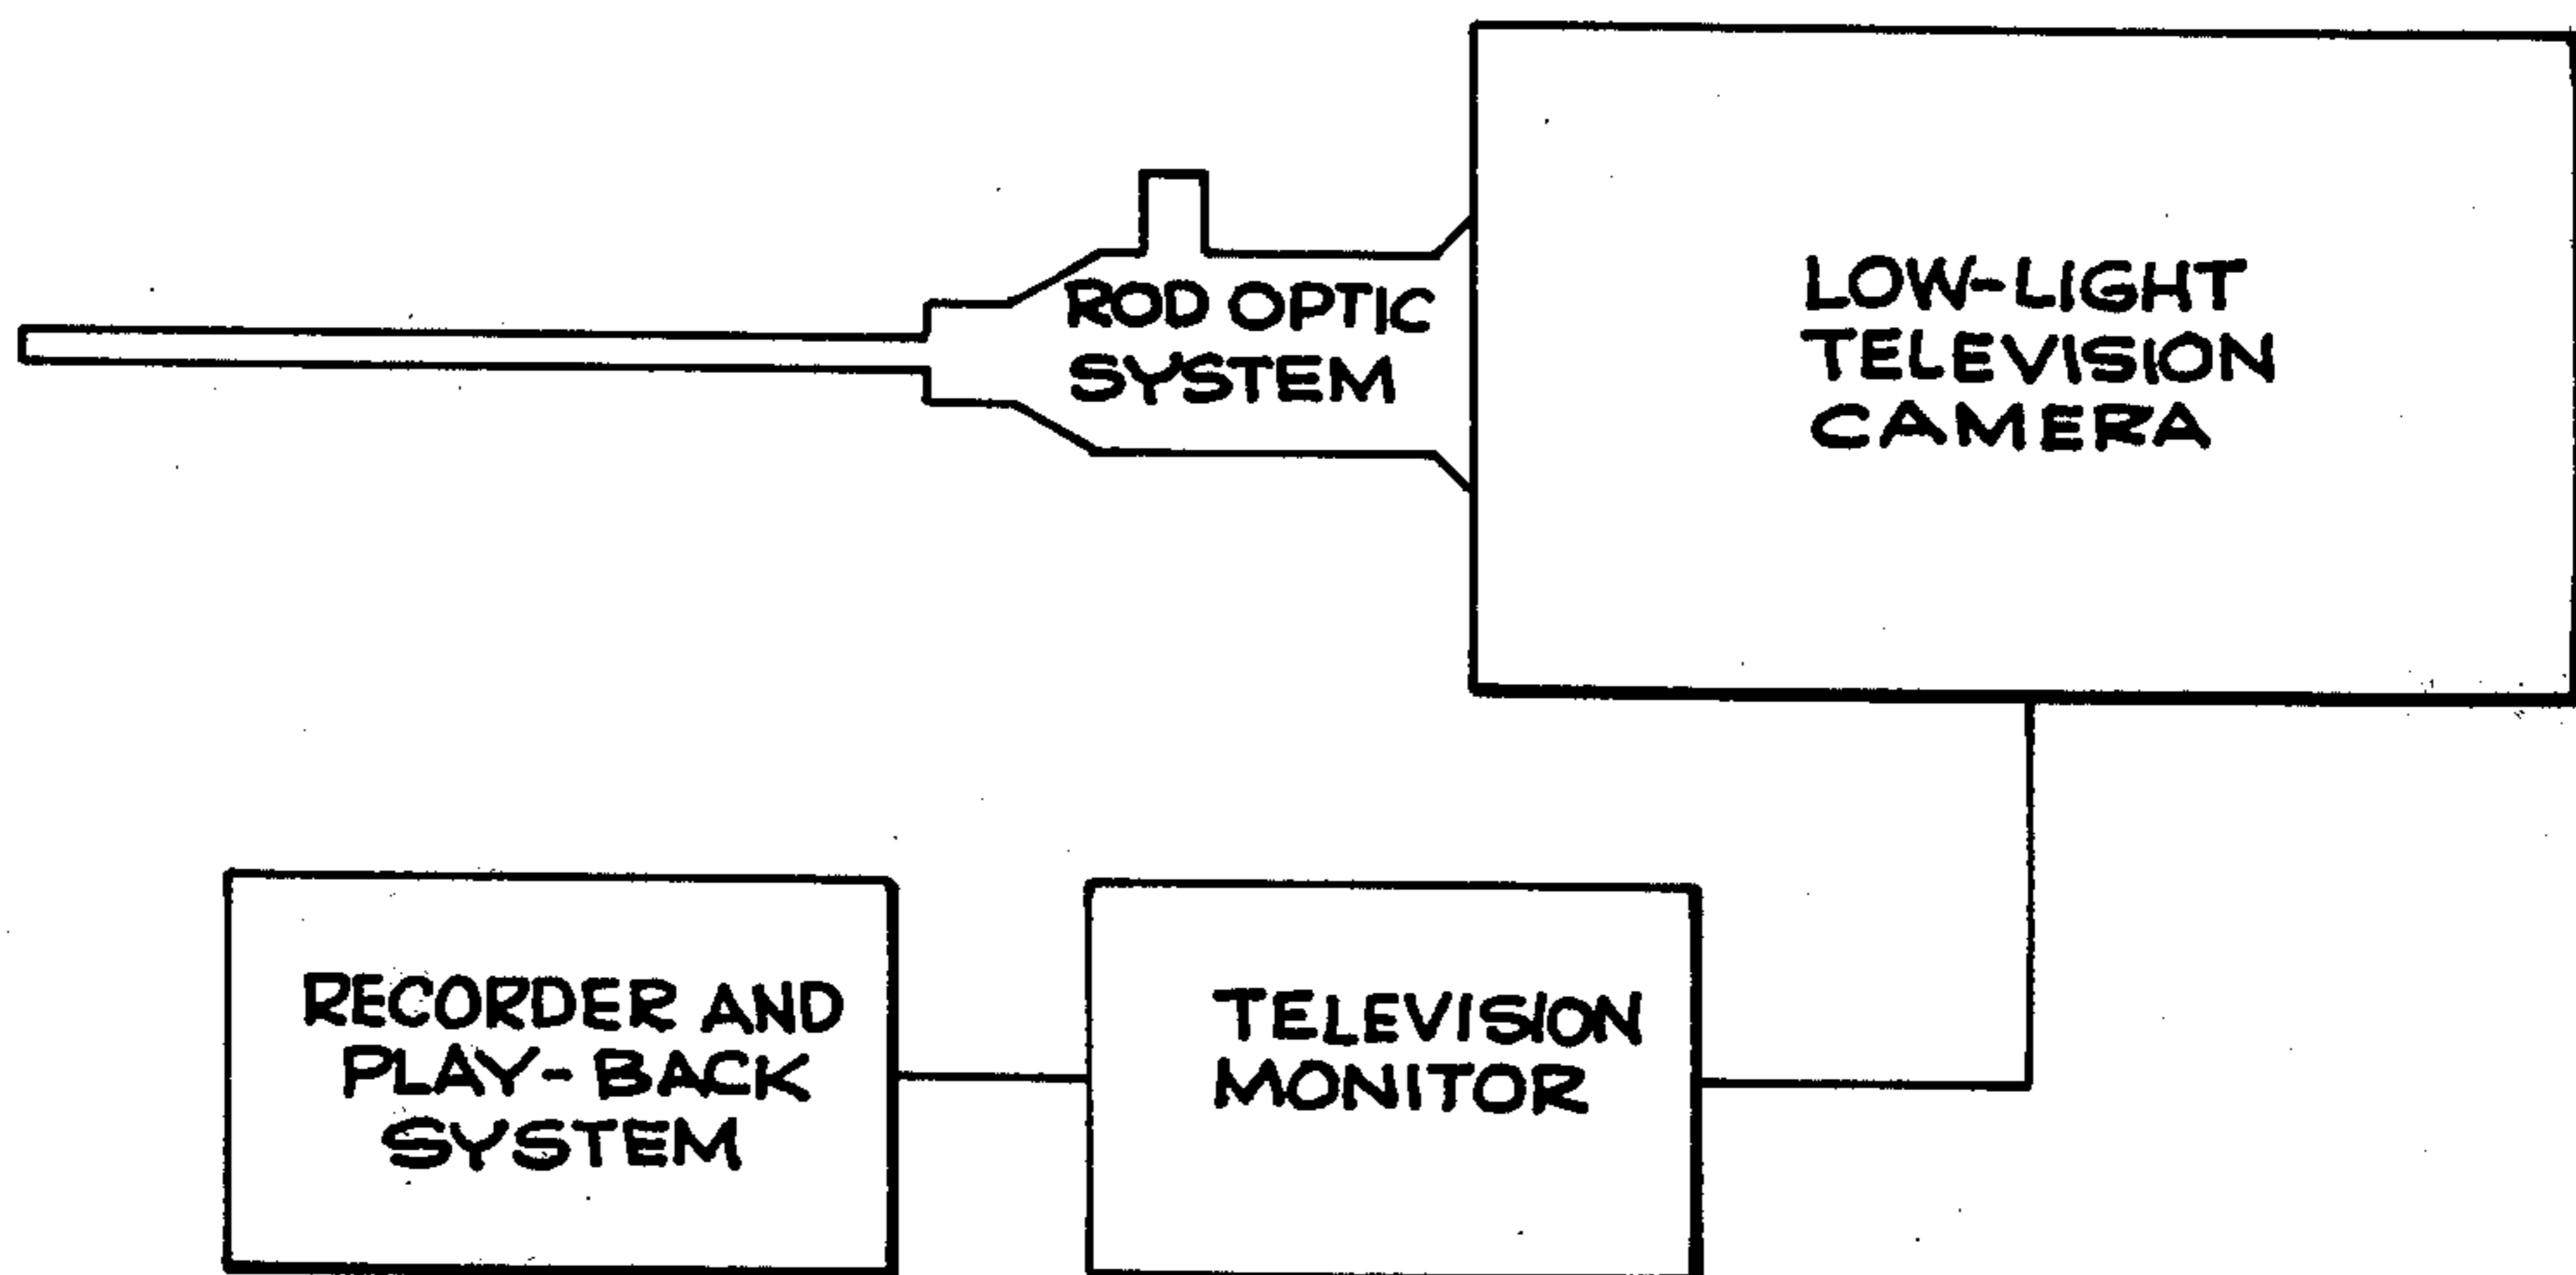 ROD OPTIC
SYSTEM
LOW-LIGHT
TELEVISION
CAMERA
RECORDER AND
PLAY-BACK
SYSTEM
TELEVISION
MONITOR